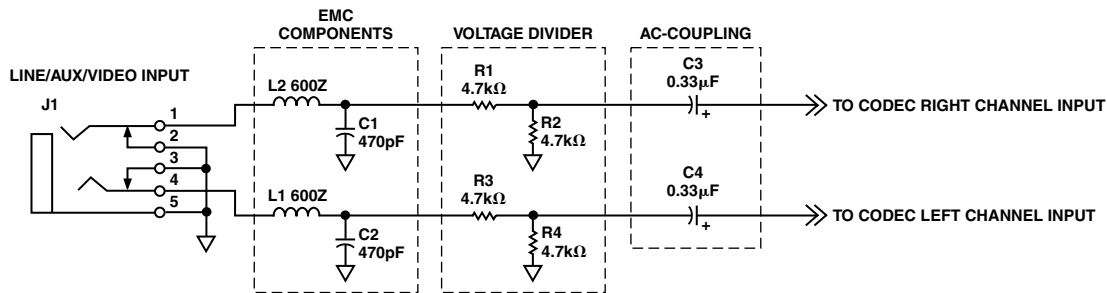 EMC
COMPONENTS
VOLTAGE DIVIDER
AC-COUPLING
LINE/AUX/VIDEO INPUT
J1
1
2
3
4
5
L2 600Z
C1
470pF
R1
4.7kΩ
R2
4.7kΩ
C3
0.33μF
+
TO CODEC RIGHT CHANNEL INPUT
L1 600Z
C2
470pF
R3
4.7kΩ
R4
4.7kΩ
C4
0.33μF
+
TO CODEC LEFT CHANNEL INPUT